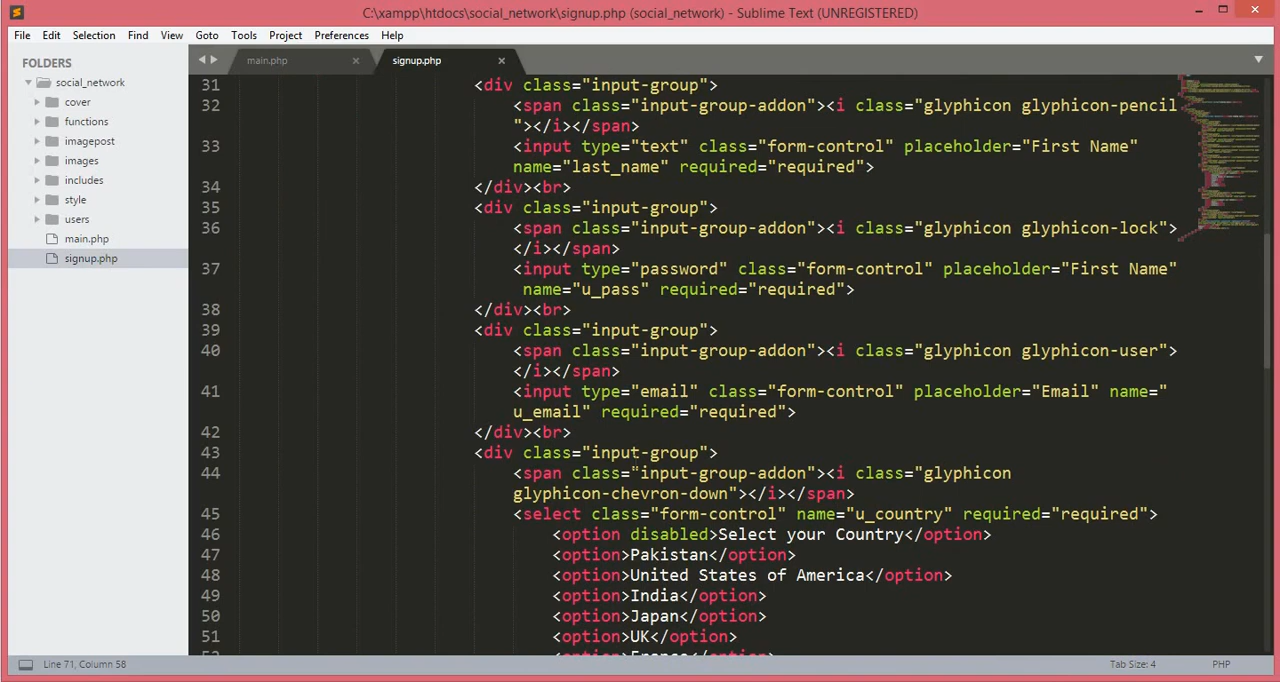 C:\xampp\htdocs\social_network\signup.php (social_network) - Sublime Text (UNREGISTERED)
File Edit Selection View Find Goto Tools Project Preferences Help
FOLDERS
social_network
cover
functions
imagepost
images
includes
style
users
main.php
signup.php
main.php
signup.php
31 <div class="input-group">
32 <span class="input-group-addon"><i class="glyphicon glyphicon-pencil
"></i></span>
33 <input type="text" class="form-control" placeholder="First Name"
name="last_name" required="required">
34 </div><br>
35 <div class="input-group">
36 <span class="input-group-addon"><i class="glyphicon glyphicon-lock">
</i></span>
37 <input type="password" class="form-control" placeholder="First Name"
name="u_pass" required="required">
38 </div><br>
39 <div class="input-group">
40 <span class="input-group-addon"><i class="glyphicon glyphicon-user">
</i></span>
41 <input type="email" class="form-control" placeholder="Email" name="
u_email" required="required">
42 </div><br>
43 <div class="input-group">
44 <span class="input-group-addon"><i class="glyphicon
glyphicon-chevron-down"></i></span>
45 <select class="form-control" name="u_country" required="required">
46 <option disabled>Select your Country</option>
47 <option>Pakistan</option>
48 <option>United States of America</option>
49 <option>India</option>
50 <option>Japan</option>
51 <option>UK</option>
Line 71, Column 58
Tab Size: 4
PHP